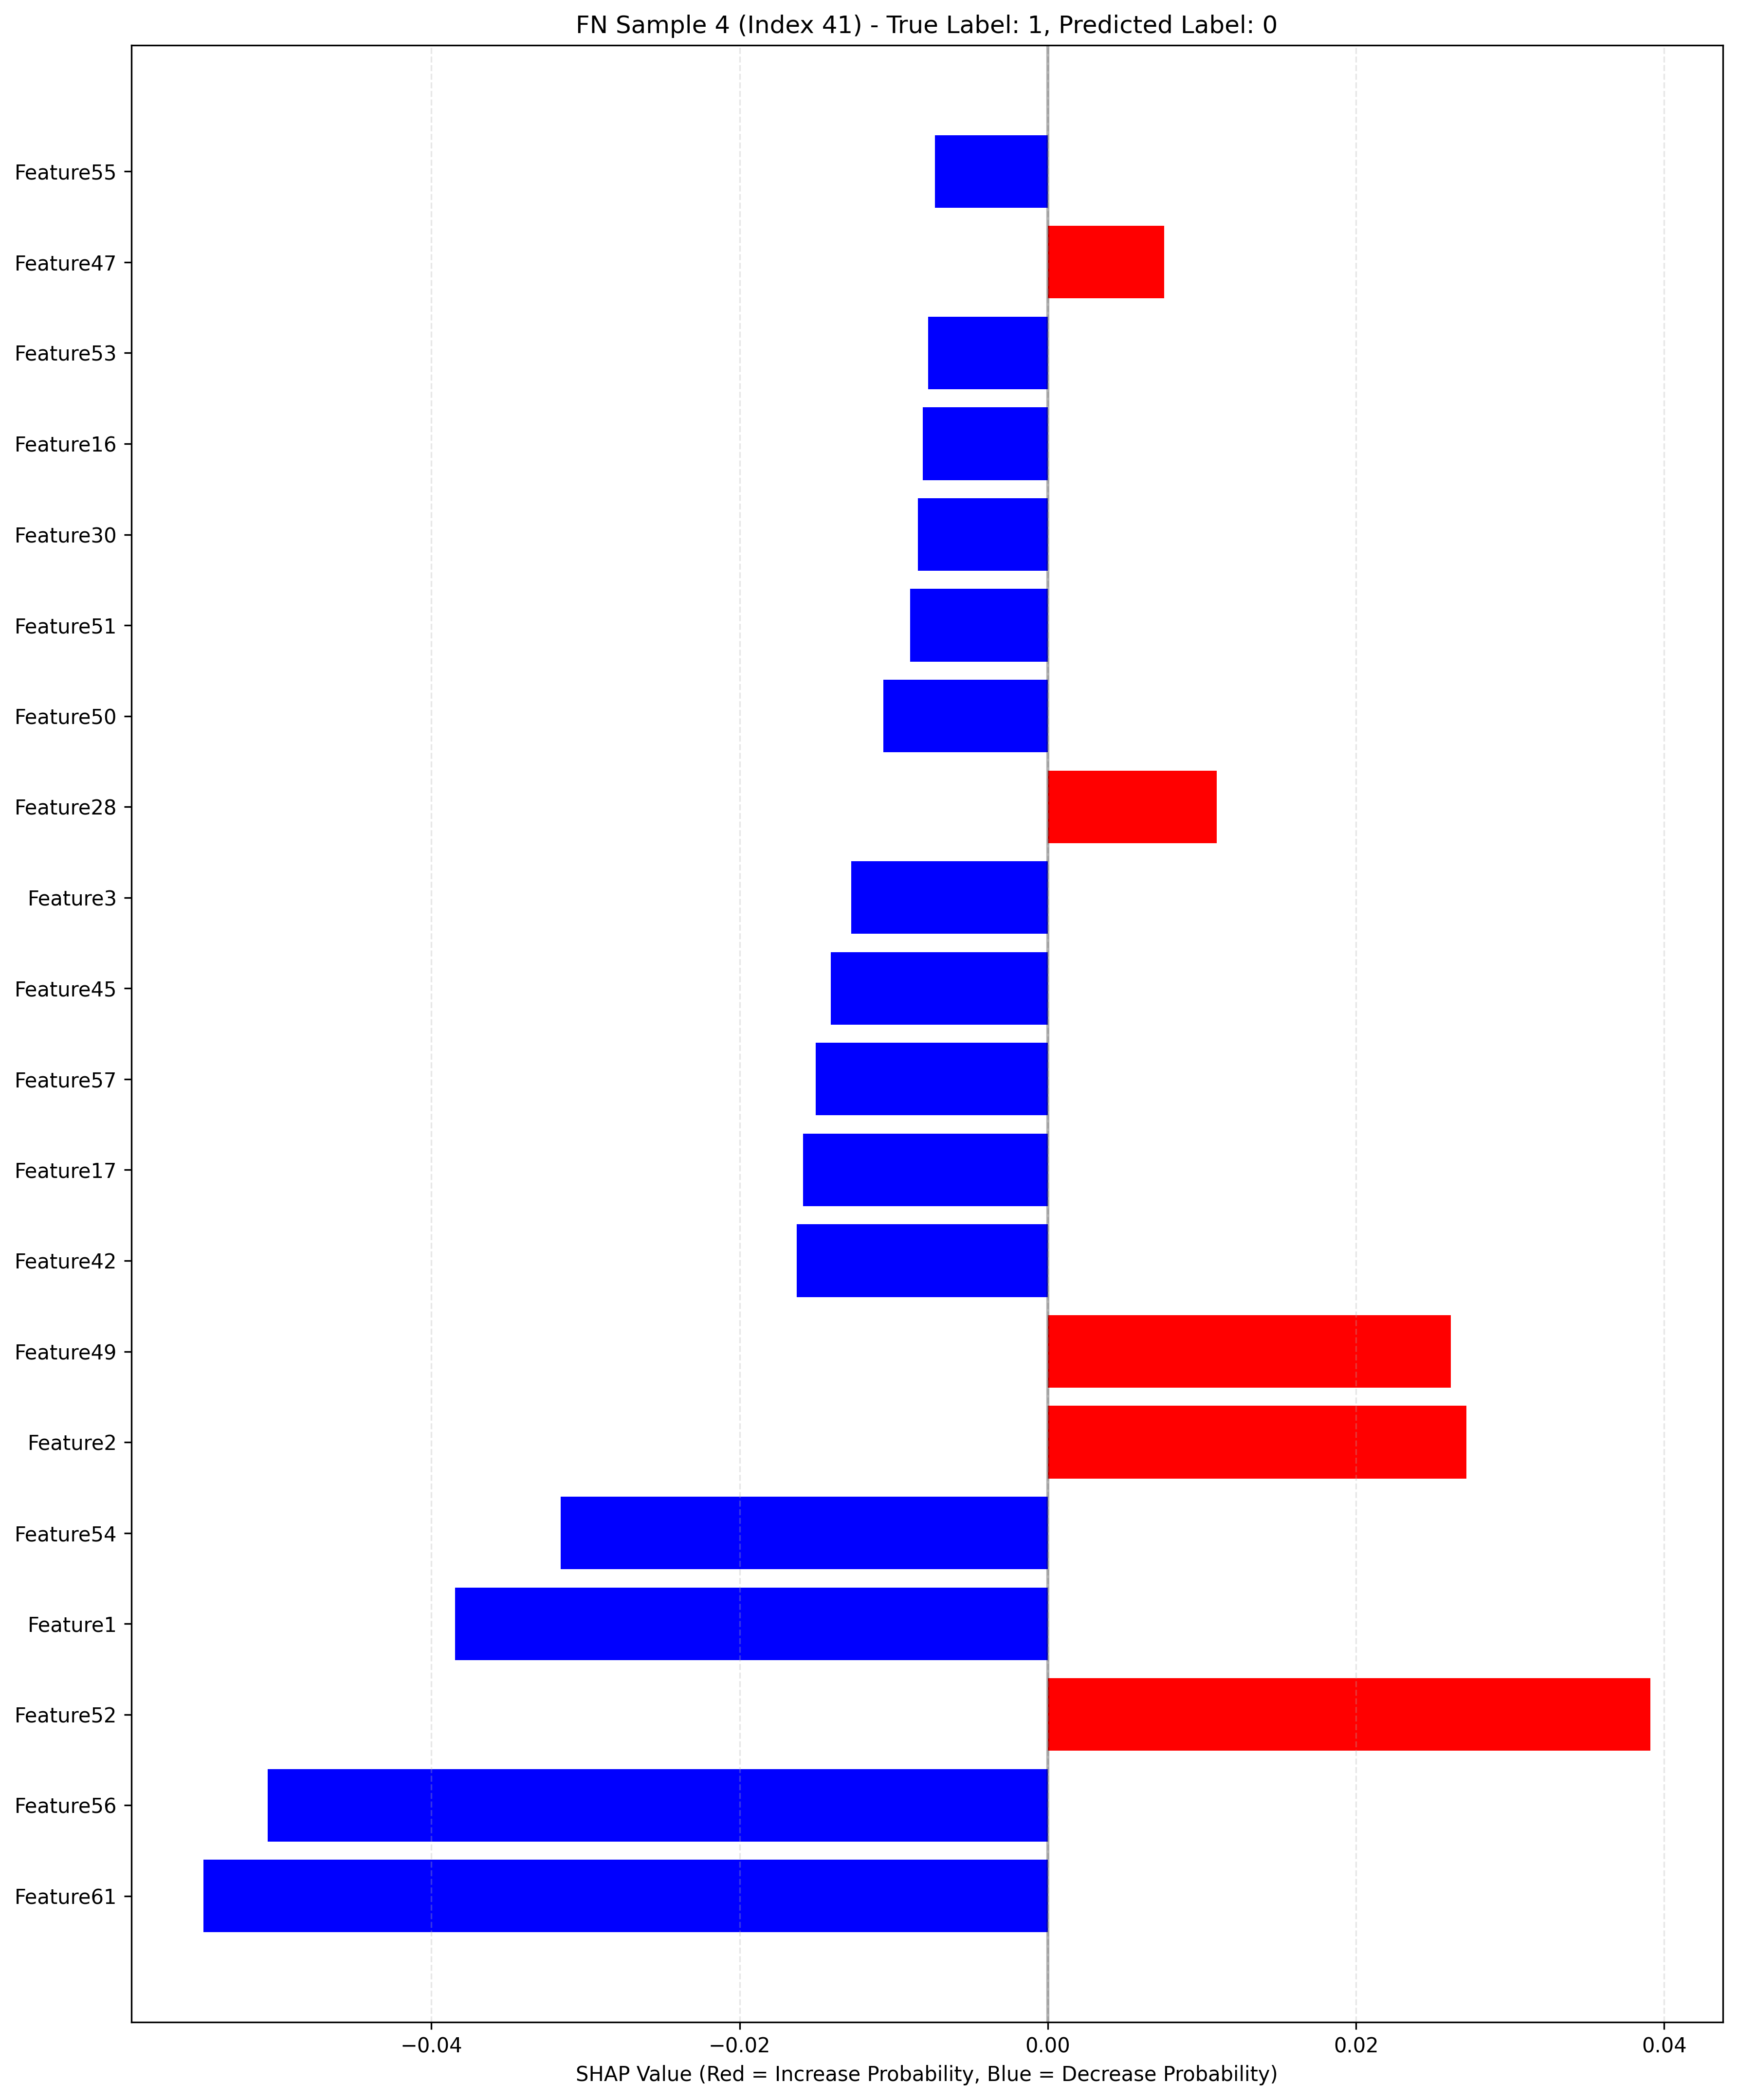 FN Sample 4 (Index 41) - True Label: 1, Predicted Label: 0
Feature55
Feature47
Feature53
Feature16
Feature30
Feature51
Feature50
Feature28
Feature3
Feature45
Feature57
Feature17
Feature42
Feature49
Feature2
Feature54
Feature1
Feature52
Feature56
Feature61
−0.04 −0.02 0.00 0.02 0.04
SHAP Value (Red = Increase Probability, Blue = Decrease Probability)